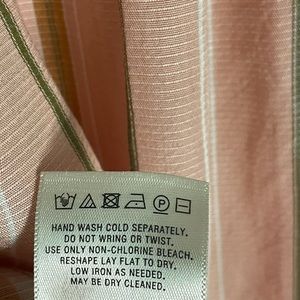 HAND WASH COLD SEPARATELY.
DO NOT WRING OR TWIST.
USE ONLY NON-CHLORINE BLEACH.
RESHAPE LAY FLAT TO DRY.
LOW IRON AS NEEDED.
MAY BE DRY CLEANED.